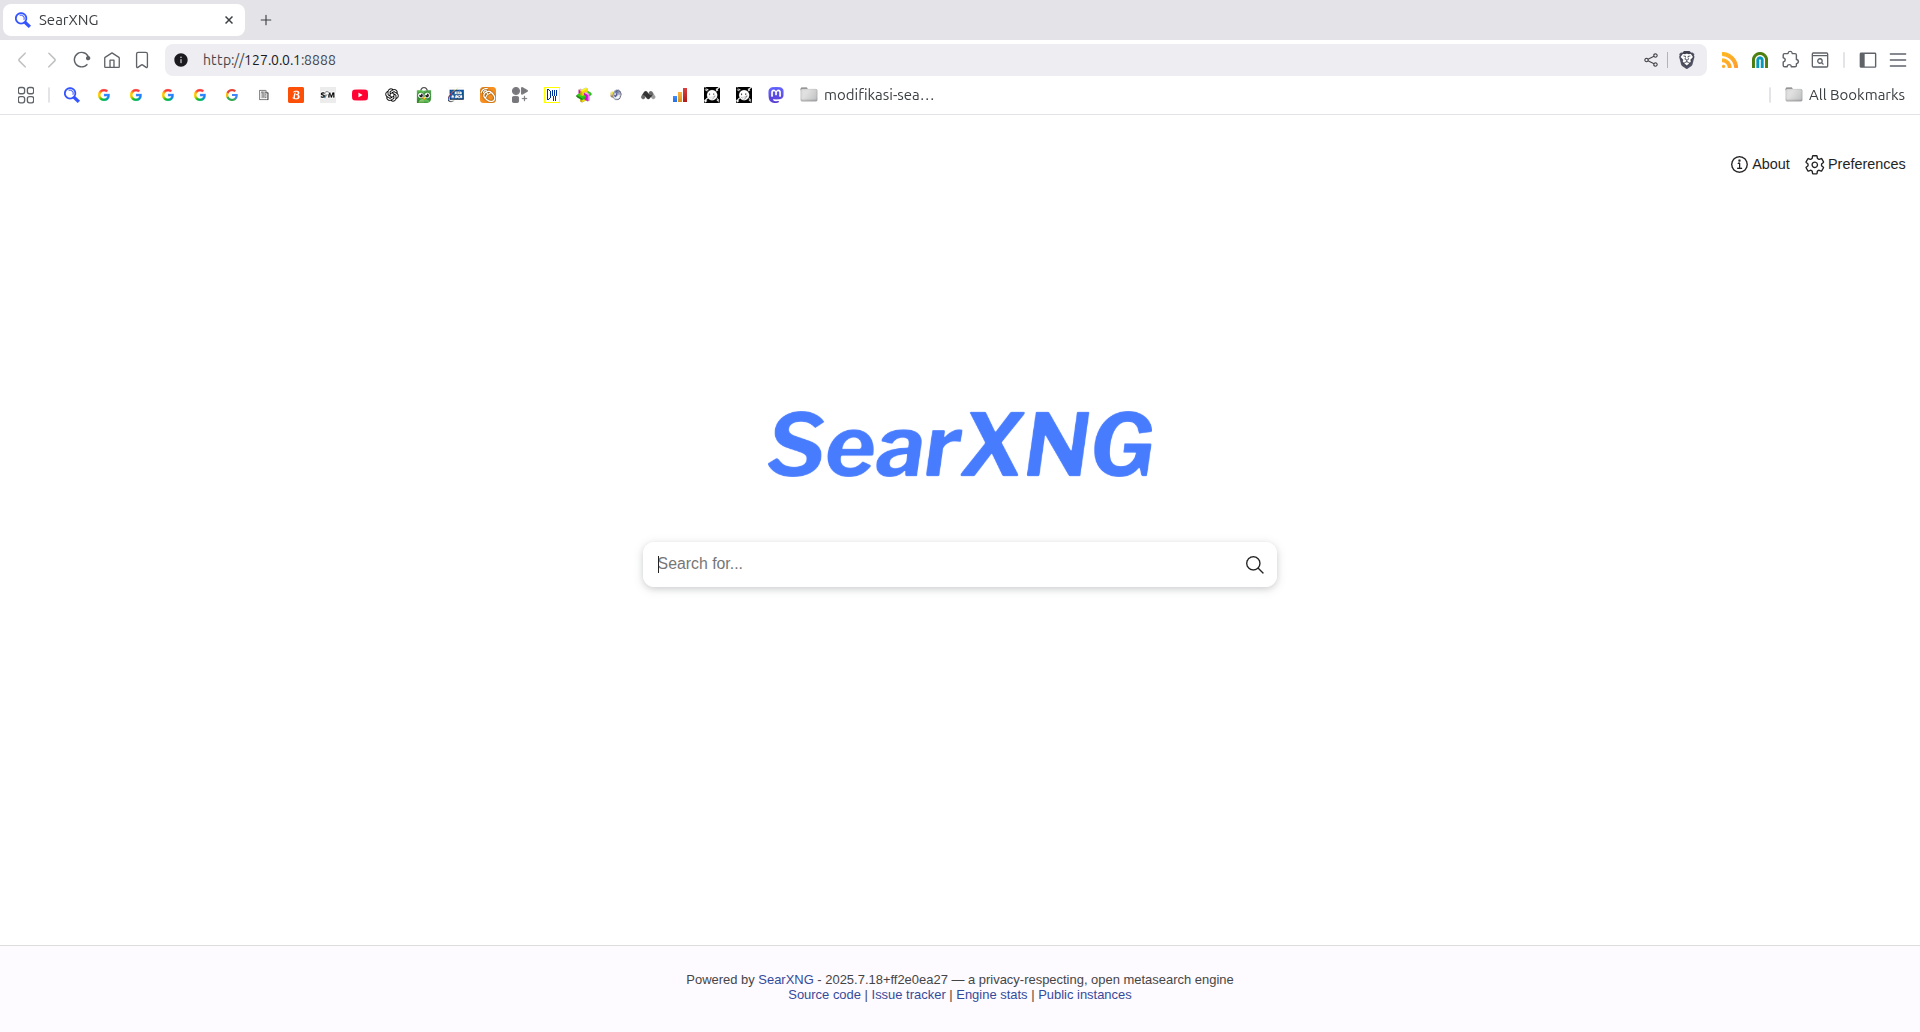 SearXNG
http://127.0.0.1:8888
modifikasi-sea...
All Bookmarks
About
Preferences
SearXNG
Search for...
Powered by SearXNG - 2025.7.18+ff2e0ea27 — a privacy-respecting, open metasearch engine
Source code | Issue tracker | Engine stats | Public instances